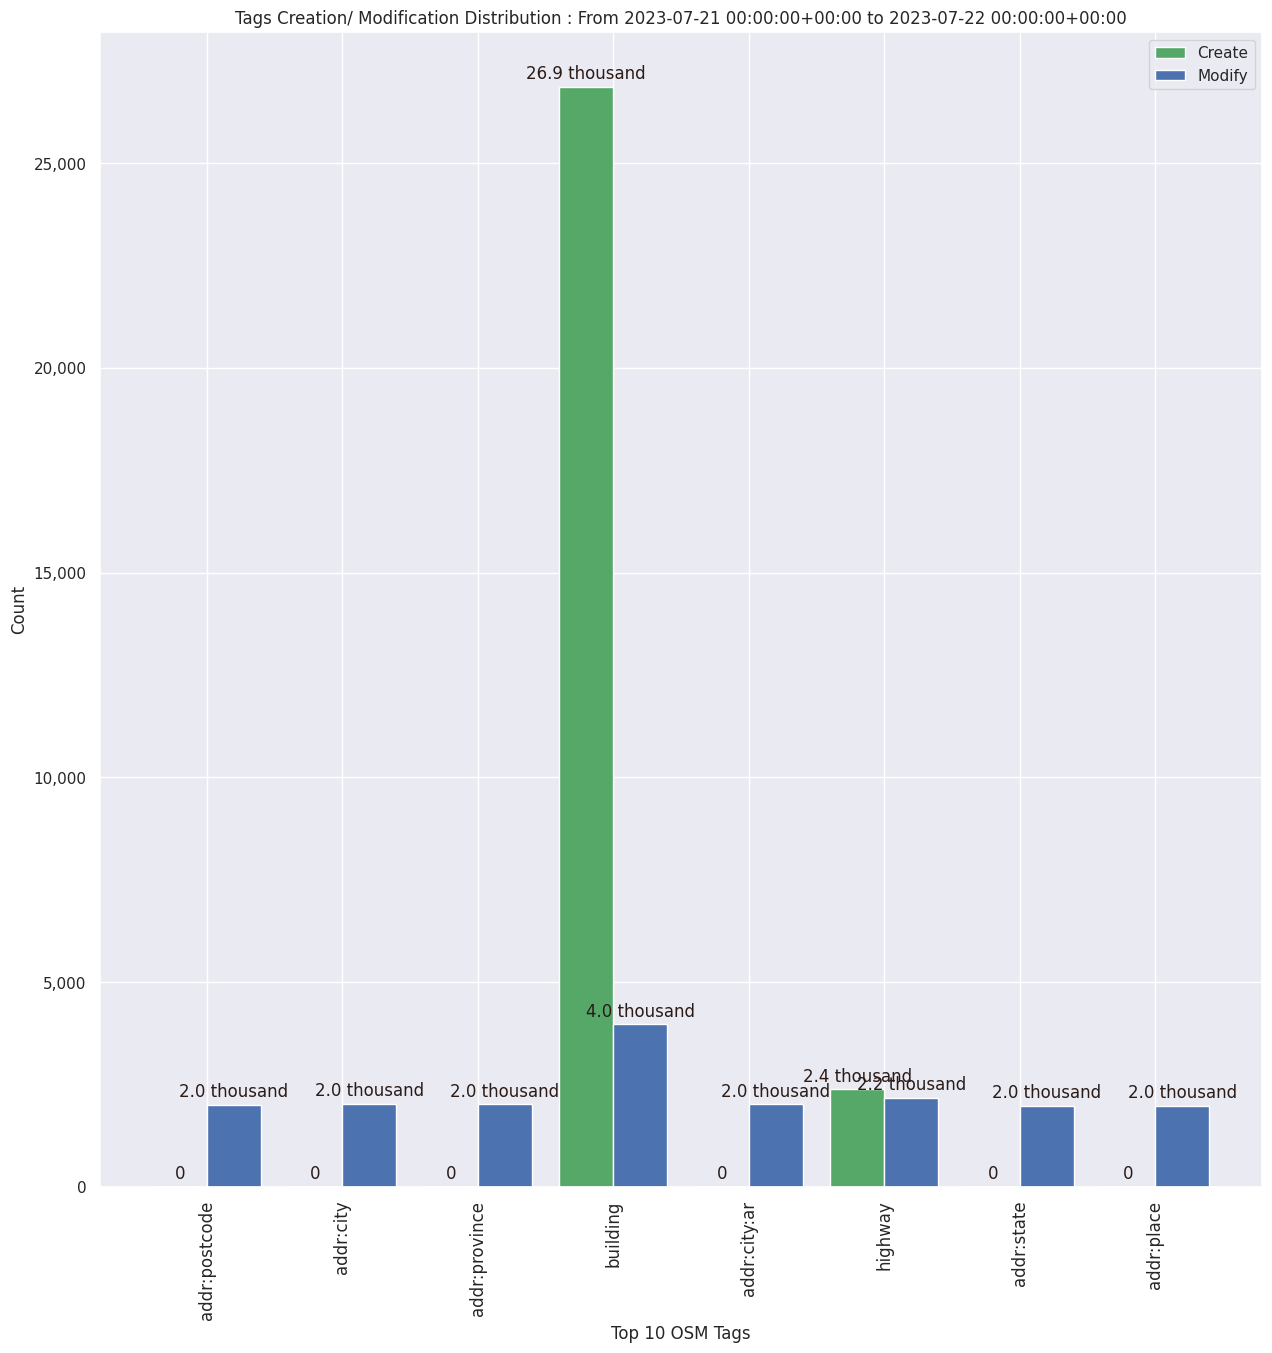 Tags Creation/ Modification Distribution : From 2023-07-21 00:00:00+00:00 to 2023-07-22 00:00:00+00:00
Create
Modify
26.9 thousand
25,000
20,000
15,000
10,000
5,000
0
Count
4.0 thousand
2.4 thousand
2.2 thousand
2.0 thousand
2.0 thousand
2.0 thousand
2.0 thousand
2.0 thousand
2.0 thousand
0
0
0
0
0
0
addr:postcode
addr:city
addr:province
building
addr:city:ar
highway
addr:state
addr:place
Top 10 OSM Tags